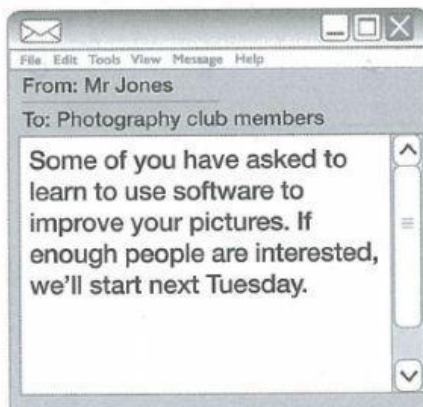 File Edit Tools View Message Help
From: Mr Jones
To: Photography club members
Some of you have asked to
learn to use software to
improve your pictures. If
enough people are interested,
we'll start next Tuesday.